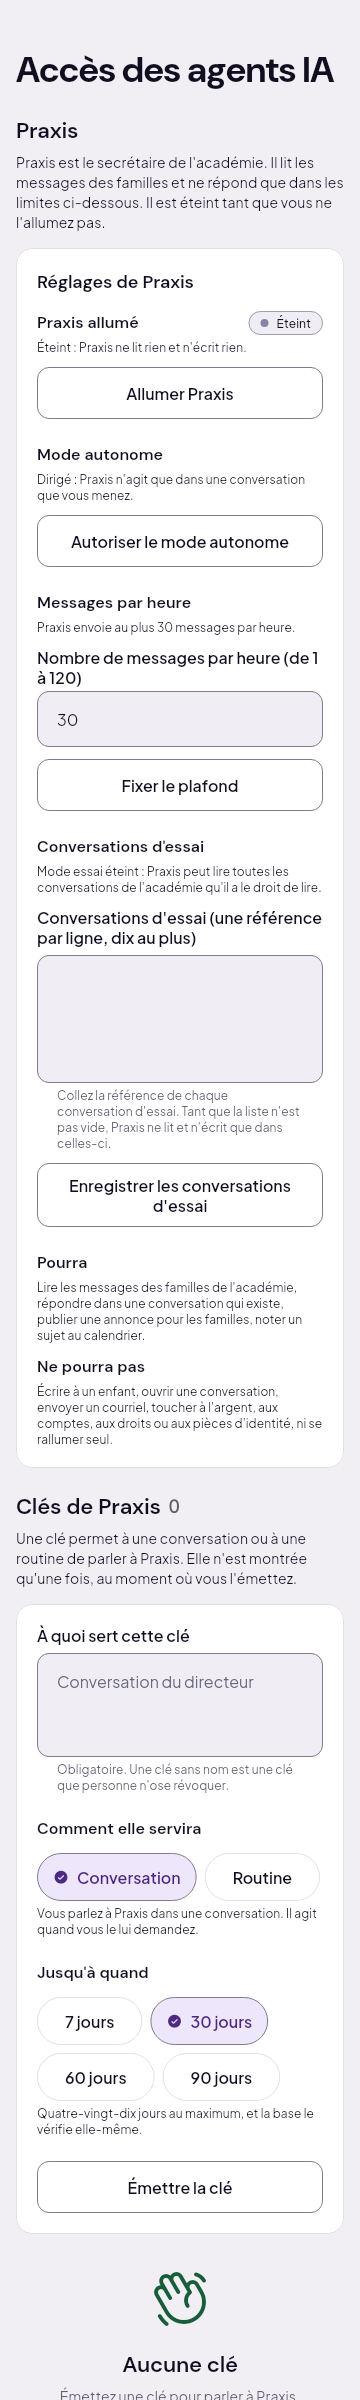 Accès des agents IA
Praxis
Praxis est le secrétaire de l'académie. Il lit les
messages des familles et ne répond que dans les
limites ci-dessous. Il est éteint tant que vous ne
l'allumez pas.
Réglages de Praxis
Praxis allumé
Éteint
Éteint : Praxis ne lit rien et n'écrit rien.
Allumer Praxis
Mode autonome
Dirigé : Praxis n'agit que dans une conversation
que vous menez.
Autoriser le mode autonome
Messages par heure
Praxis envoie au plus 30 messages par heure.
Nombre de messages par heure (de 1
à 120)
30
Fixer le plafond
Conversations d'essai
Mode essai éteint : Praxis peut lire toutes les
conversations de l'académie qu'il a le droit de lire.
Conversations d'essai (une référence
par ligne, dix au plus)
Collez la référence de chaque
conversation d'essai. Tant que la liste n'est
pas vide, Praxis ne lit et n'écrit que dans
celles-ci.
Enregistrer les conversations
d'essai
Pourra
Lire les messages des familles de l'académie,
répondre dans une conversation qui existe,
publier une annonce pour les familles, noter un
sujet au calendrier.
Ne pourra pas
Écrire à un enfant, ouvrir une conversation,
envoyer un courriel, toucher à l'argent, aux
comptes, aux droits ou aux pièces d'identité, ni se
rallumer seul.
Clés de Praxis 0
Une clé permet à une conversation ou à une
routine de parler à Praxis. Elle n'est montrée
qu'une fois, au moment où vous l'émettez.
À quoi sert cette clé
Conversation du directeur
Obligatoire. Une clé sans nom est une clé
que personne n'ose révoquer.
Comment elle servira
Conversation
Routine
Vous parlez à Praxis dans une conversation. Il agit
quand vous le lui demandez.
Jusqu'à quand
7 jours
30 jours
60 jours
90 jours
Quatre-vingt-dix jours au maximum, et la base le
vérifie elle-même.
Émettre la clé
Aucune clé
Émettez une clé pour parler à Praxis